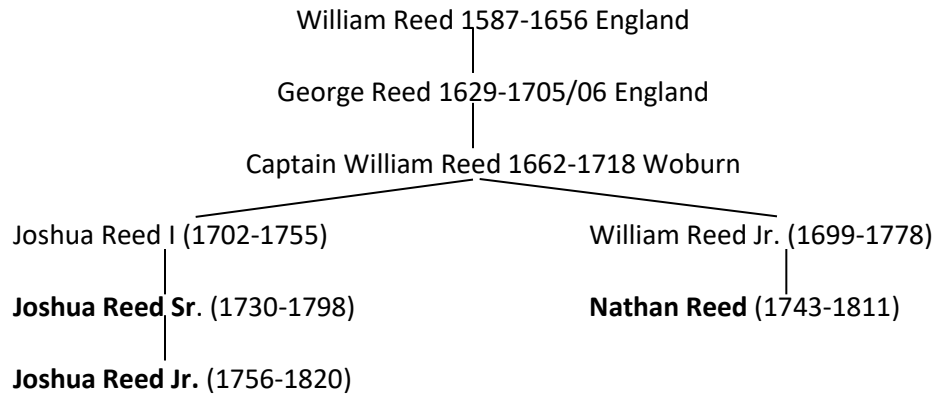 William Reed 1587-1656 England
George Reed 1629-1705/06 England
Captain William Reed 1662-1718 Woburn
Joshua Reed I (1702-1755) William Reed Jr. (1699-1778)
Joshua Reed Sr. (1730-1798) Nathan Reed (1743-1811)
Joshua Reed Jr. (1756-1820)